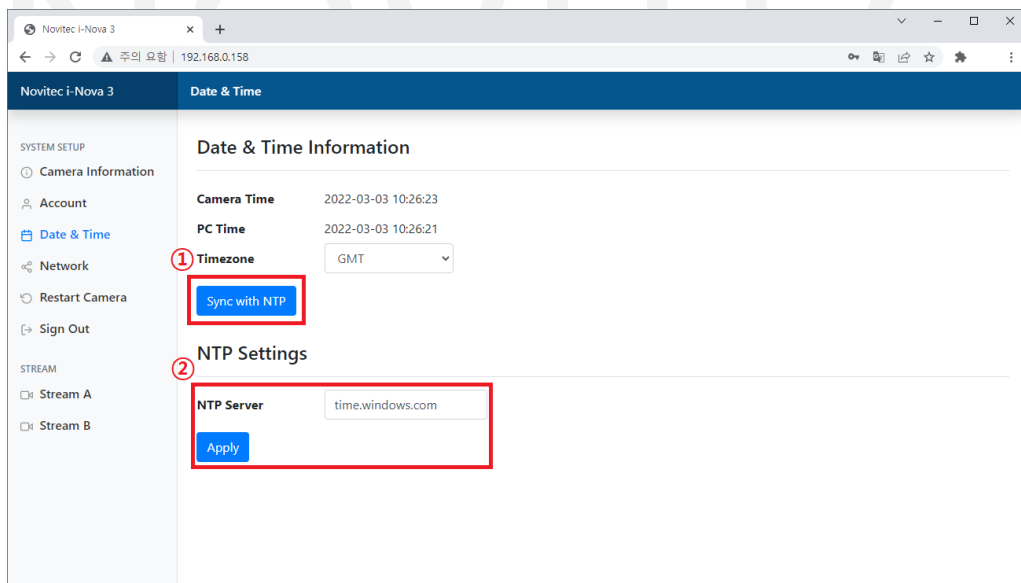 Novitec i-Nova 3
주의 요함 192.168.0.158
Novitec i-Nova 3
Date & Time
SYSTEM SETUP
Camera Information
Account
Date & Time
Network
Restart Camera
Sign Out
STREAM
Stream A
Stream B
Date & Time Information
Camera Time 2022-03-03 10:26:23
PC Time 2022-03-03 10:26:21
① Timezone GMT
Sync with NTP
NTP Settings
②
NTP Server time.windows.com
Apply